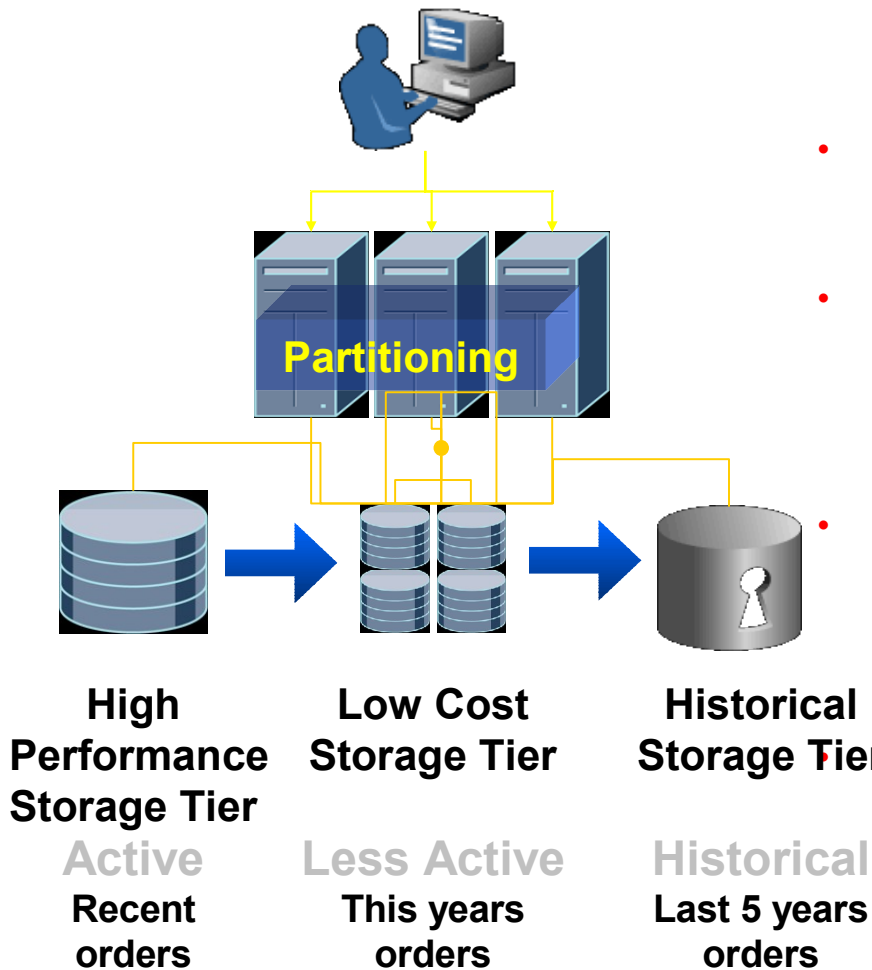 Partitioning
High
Performance
Storage Tier
Low Cost
Storage Tier
Historical
Storage Tier
Active
Less Active
Historical
Recent
orders
This years
orders
Last 5 years
orders